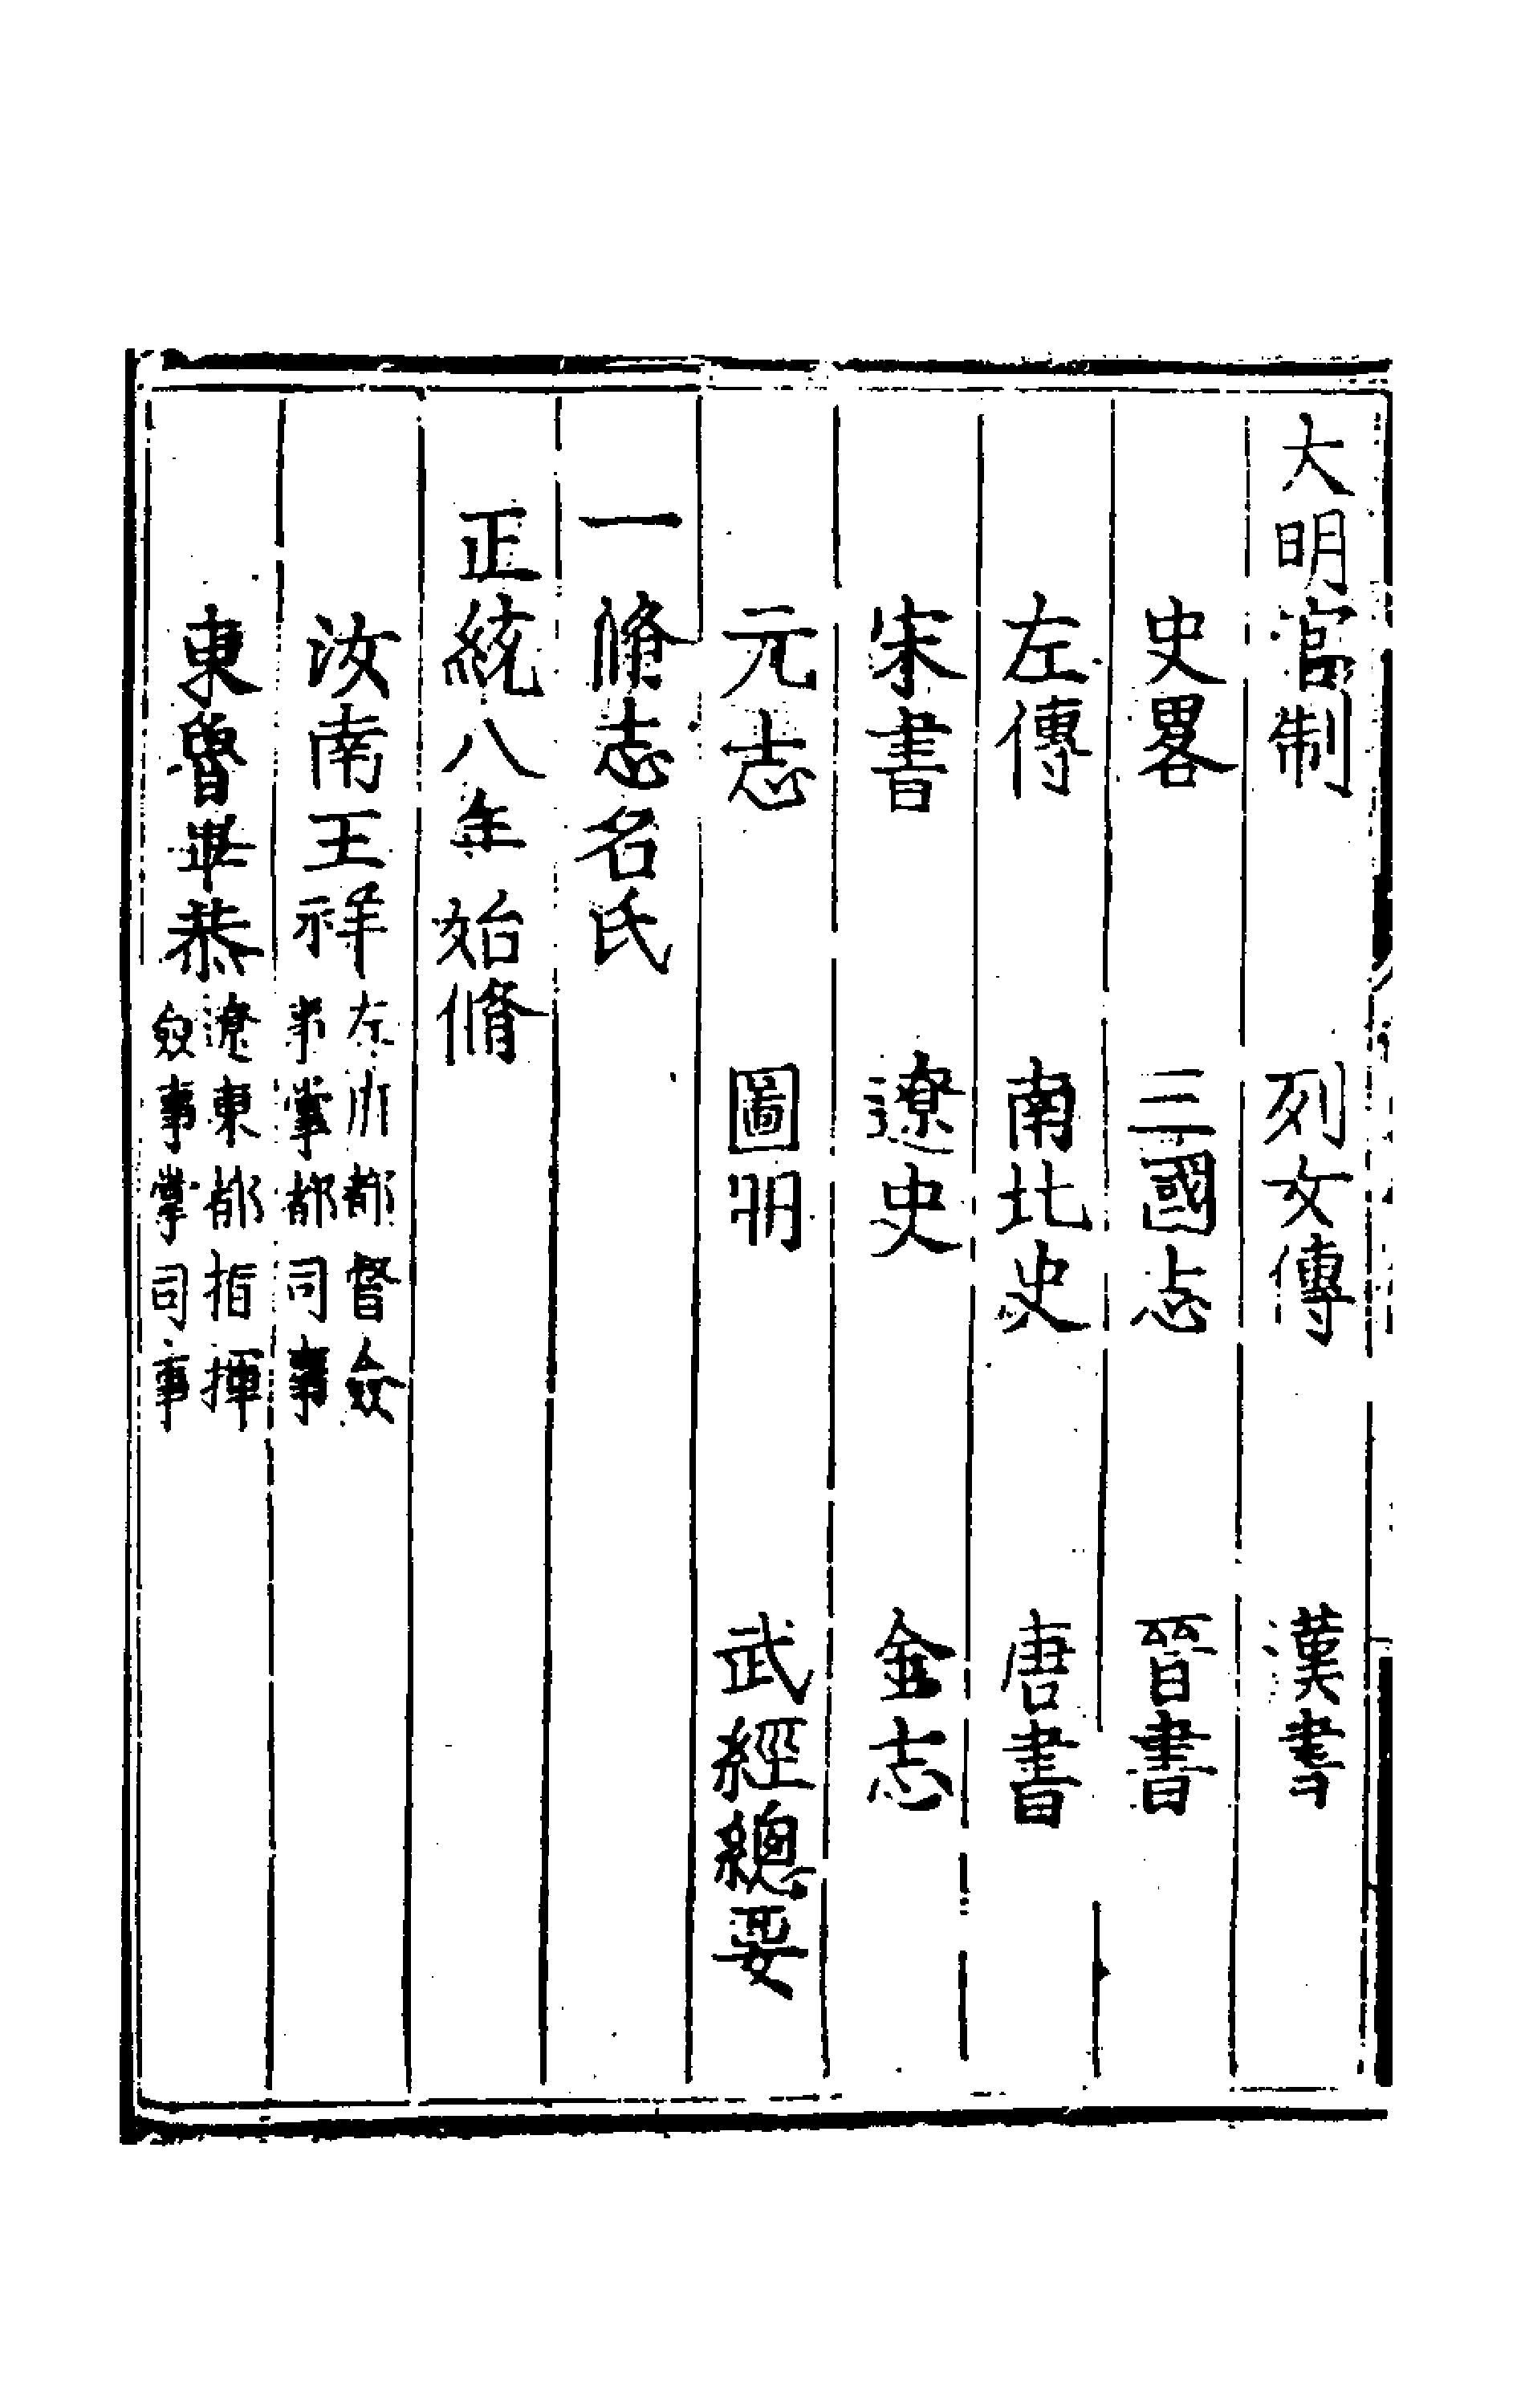 大明官制　列女傳　漢書
史畧　三國志　晉書
左傳　南北史　唐書
宋書　遼史　金志
元志　圖册　武經總要
一脩志名氏
正統八年始脩
汝南王祥
左都督僉
事掌都司事
東魯畢恭
遼東都指揮
僉事掌司事